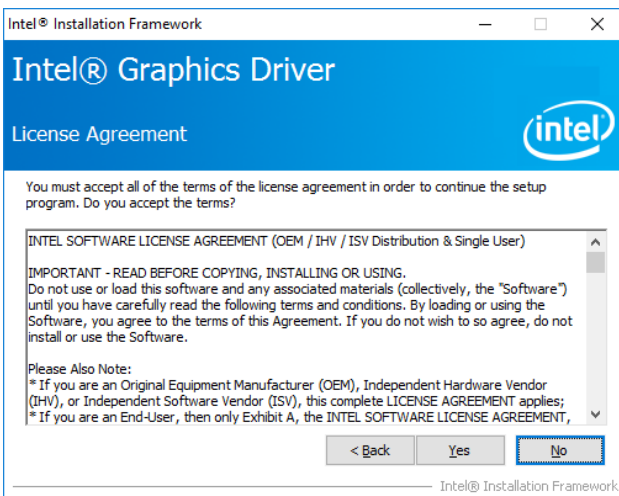 Intel® Installation Framework
Intel® Graphics Driver
License Agreement
intel
You must accept all of the terms of the license agreement in order to continue the setup
program. Do you accept the terms?
INTEL SOFTWARE LICENSE AGREEMENT (OEM / IHV / ISV Distribution & Single User)
IMPORTANT - READ BEFORE COPYING, INSTALLING OR USING.
Do not use or load this software and any associated materials (collectively, the "Software")
until you have carefully read the following terms and conditions. By loading or using the
Software, you agree to the terms of this Agreement. If you do not wish to so agree, do not
install or use the Software.
Please Also Note:
* If you are an Original Equipment Manufacturer (OEM), Independent Hardware Vendor
(IHV), or Independent Software Vendor (ISV), this complete LICENSE AGREEMENT applies;
* If you are an End-User, then only Exhibit A, the INTEL SOFTWARE LICENSE AGREEMENT,
< Back Yes No
Intel® Installation Framework